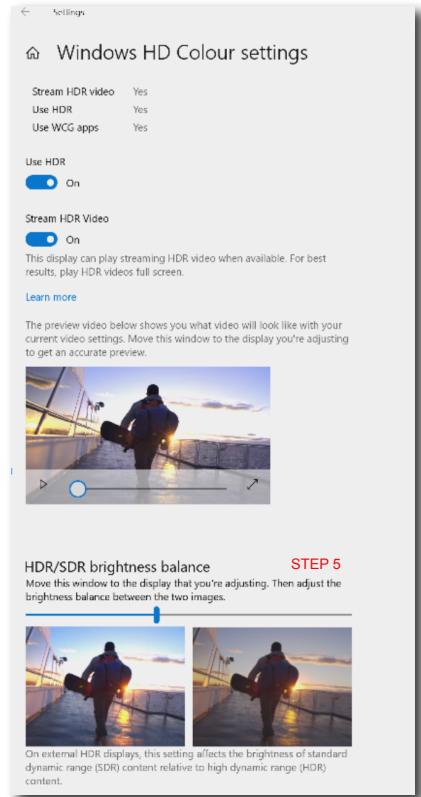 Settings
Windows HD Colour settings
Stream HDR video Yes
Use HDR Yes
Use WCG apps Yes
Use HDR
On
Stream HDR Video
On
This display can play streaming HDR video when available. For best
results, play HDR videos full screen.
Learn more
The preview video below shows you what video will look like with your
current video settings. Move this window to the display you're adjusting
to get an accurate preview.
HDR/SDR brightness balance STEP 5
Move this window to the display that you're adjusting. Then adjust the
brightness balance between the two images.
On external HDR displays, this setting affects the brightness of standard
dynamic range (SDR) content relative to high dynamic range (HDR)
content.